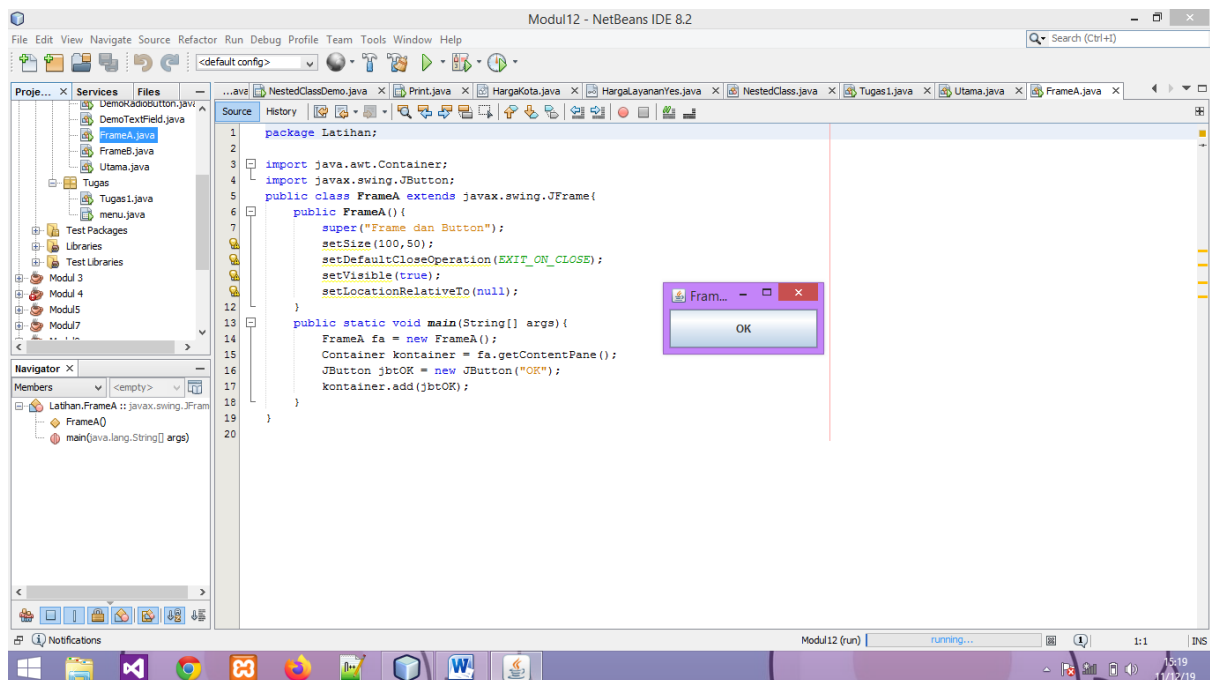 Modul12 - NetBeans IDE 8.2
File Edit View Navigate Source Refactor Run Debug Profile Team Tools Window Help
Search (Ctrl+I)
<default config>
Proje... Services Files
...ava NestedClassDemo.java Print.java HargaKota.java HargaLayananYes.java NestedClass.java Tugas1.java Utama.java FrameA.java
Source History
DemoRadioButton.java
DemoTextField.java
FrameA.java
FrameB.java
Utama.java
Tugas
Tugas1.java
menu.java
Test Packages
Libraries
Test Libraries
Modul 3
Modul 4
Modul5
Modul7
Navigator
Members <empty>
Latihan.FrameA :: javax.swing.JFram
FrameA()
main(java.lang.String[] args)
1 package Latihan;
2
3 import java.awt.Container;
4 import javax.swing.JButton;
5 public class FrameA extends javax.swing.JFrame{
6 public FrameA(){
7 super("Frame dan Button");
setSize(100,50);
setDefaultCloseOperation(EXIT_ON_CLOSE);
setVisible(true);
setLocationRelativeTo(null);
12 }
13 public static void main(String[] args){
14 FrameA fa = new FrameA();
15 Container kontainer = fa.getContentPane();
16 JButton jbtOK = new JButton("OK");
17 kontainer.add(jbtOK);
18 }
19 }
20
Fram...
OK
Notifications
Modul12 (run) running... 1 1:1 INS
15:19
11/12/19